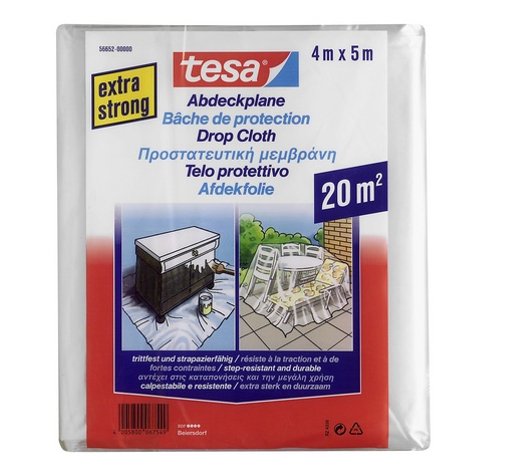 56652-00000
tesa®
4m x 5m
extra
strong
Abdeckplane
Bâche de protection
Drop Cloth
Προστατευτική μεμβράνη
Telo protettivo
Afdekfolie
20 m²
trittfest und strapazierfähig / résiste à la traction et à de
fortes contraintes / step-resistant and durable
αντέχει στις καταπονήσεις και την μεγάλη χρήση
calpestabile e resistente / extra sterk en duurzaam
Beiersdorf